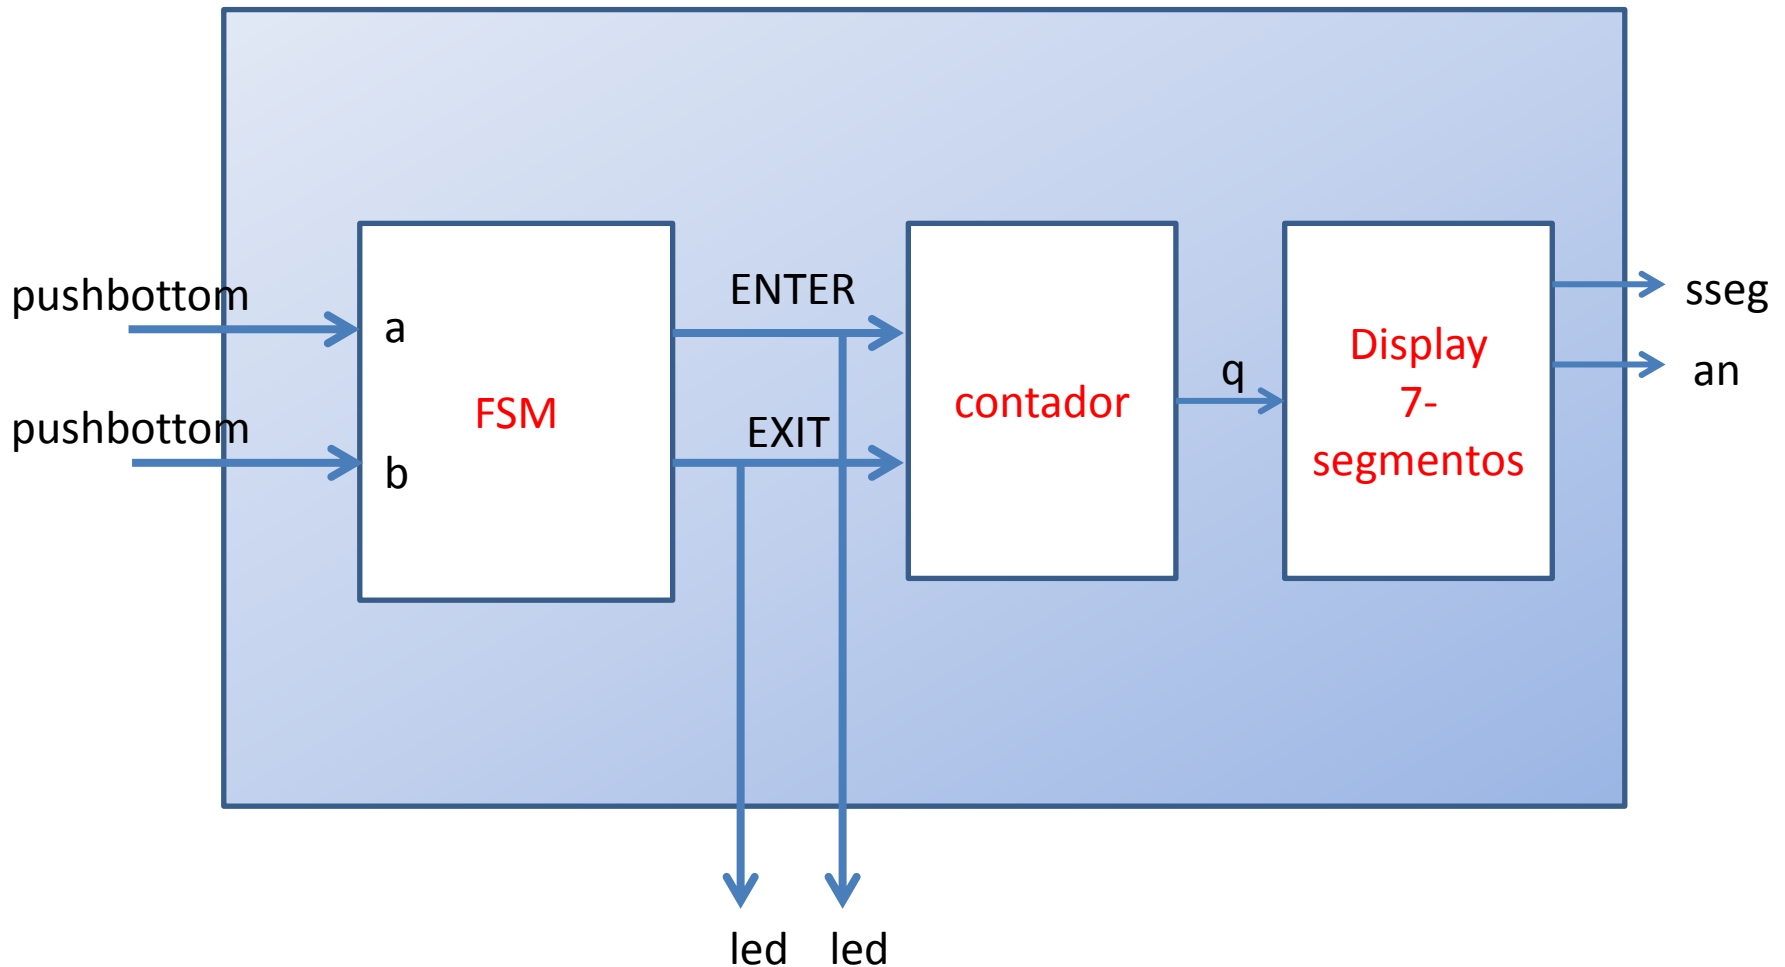 pushbottom
pushbottom
a
b
FSM
ENTER
EXIT
contador
q
Display
7-
segmentos
sseg
an
led
led